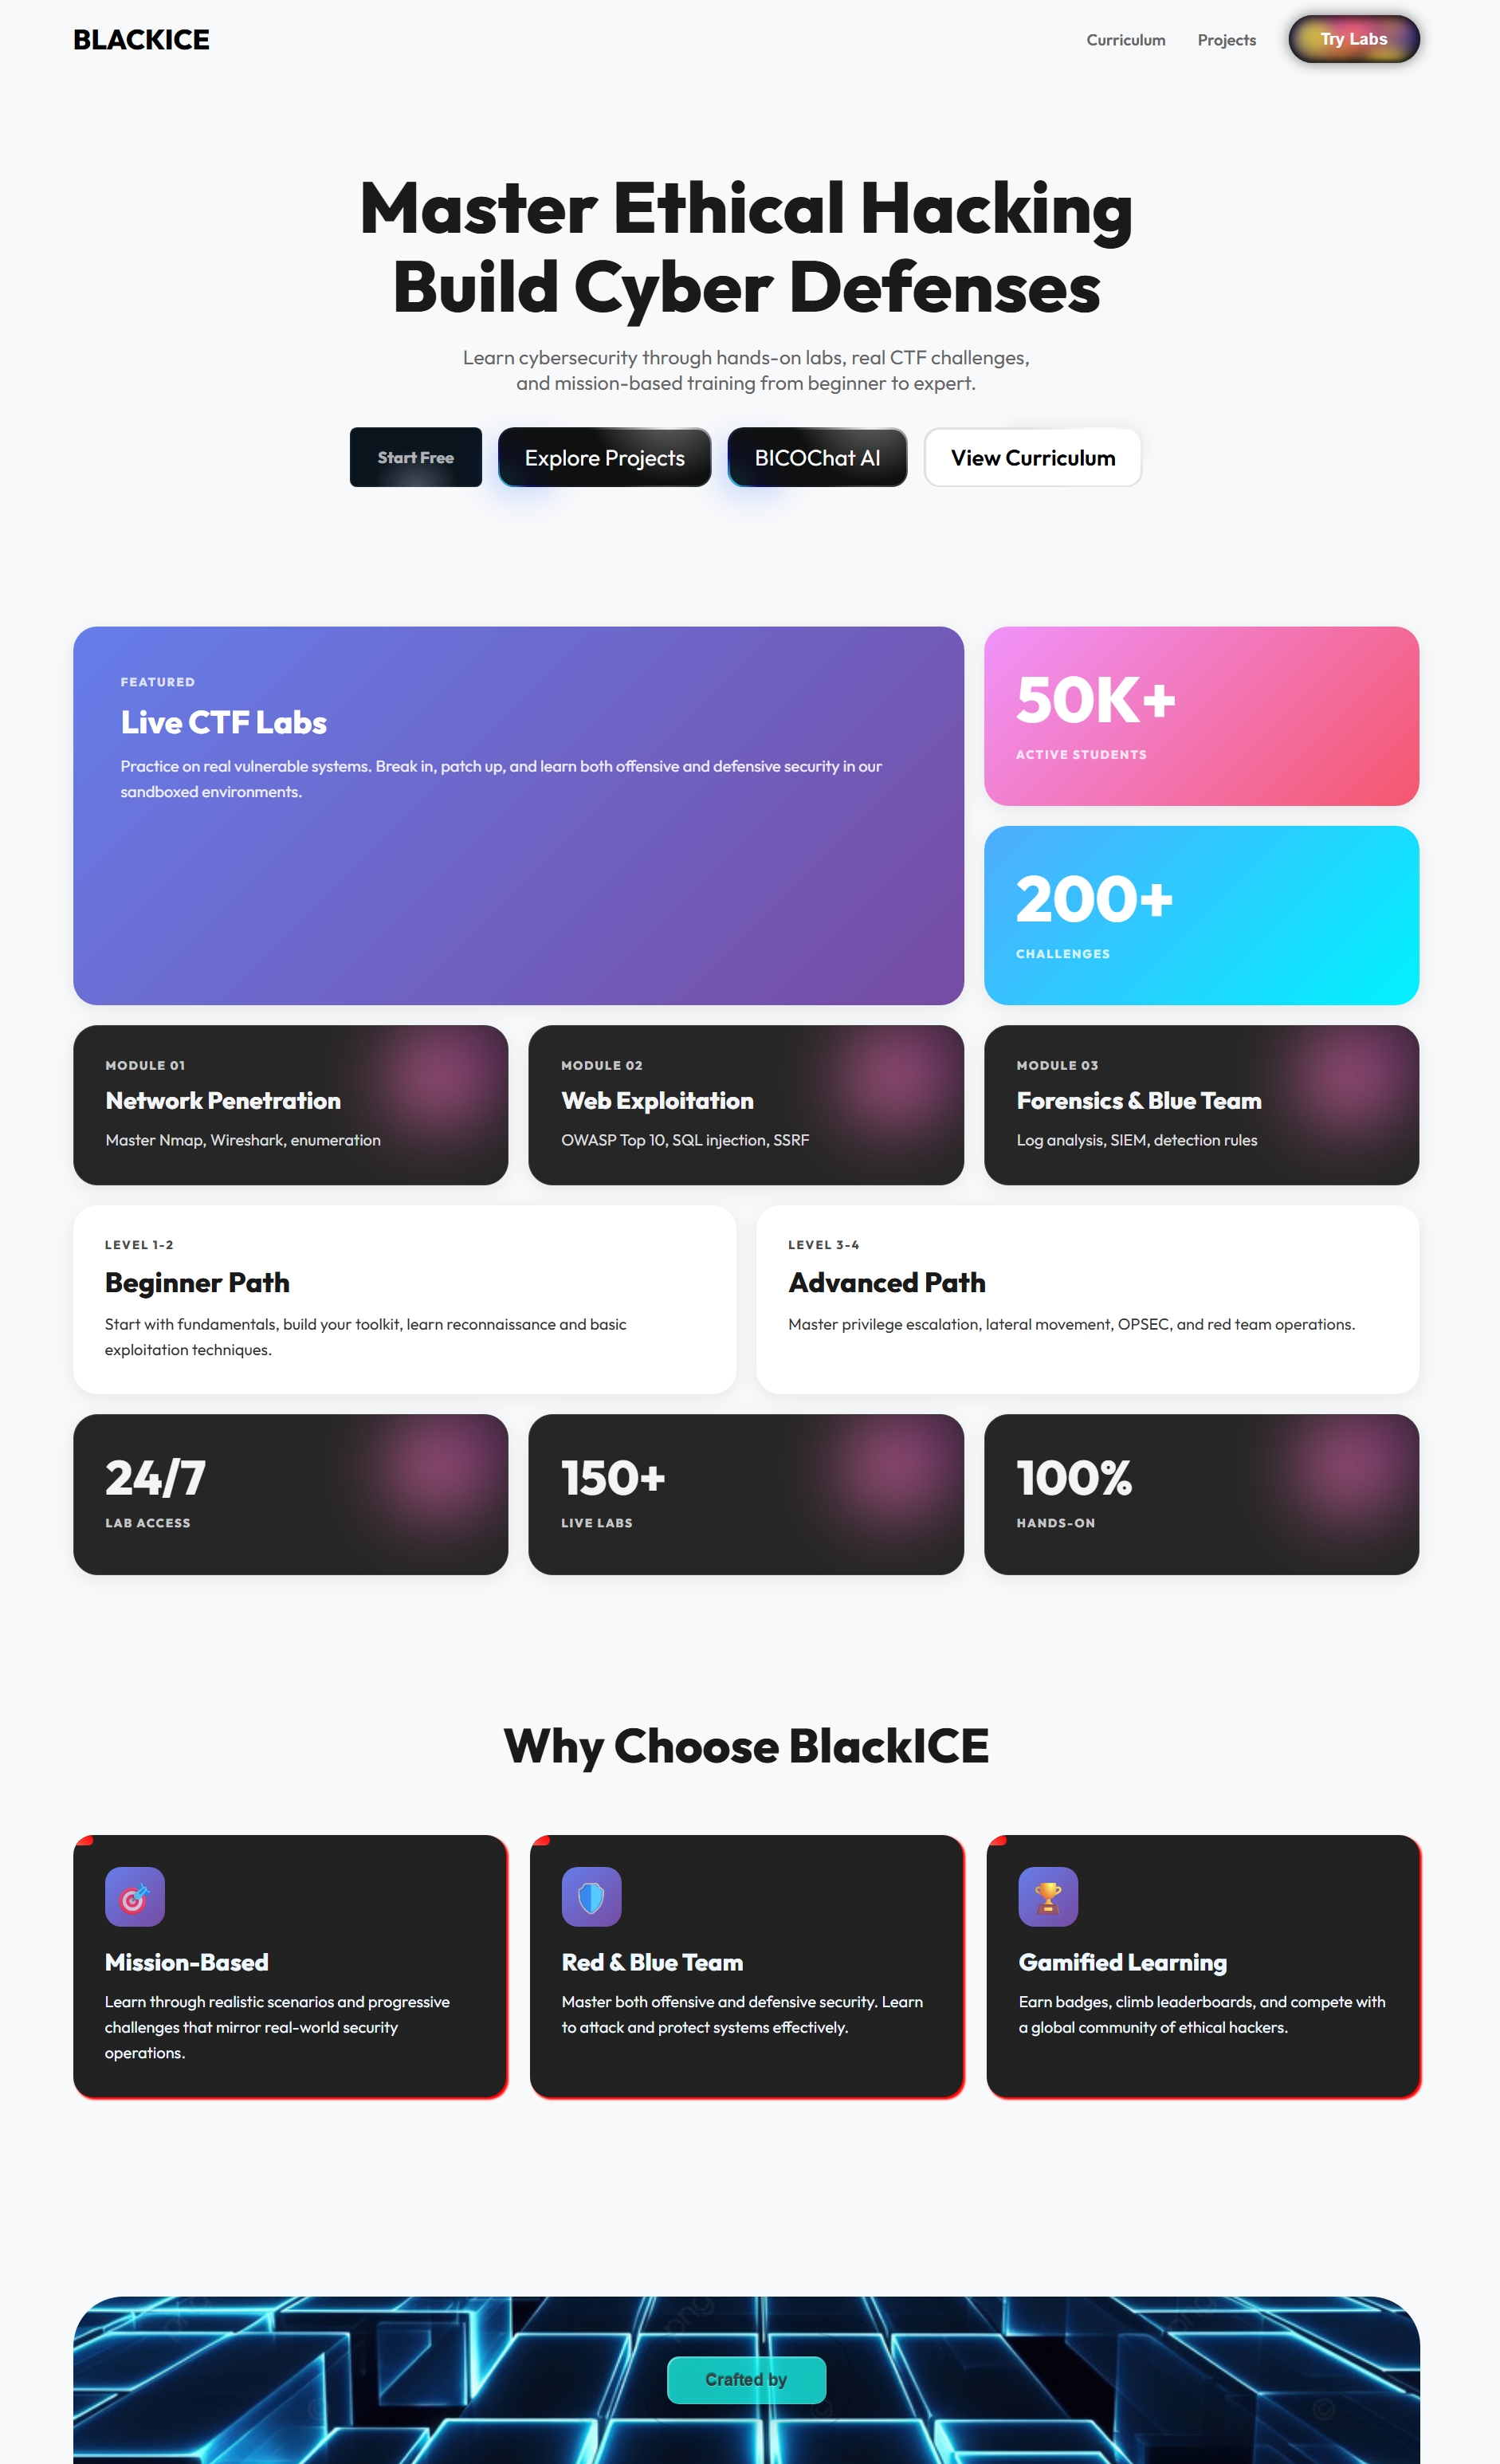 BLACKICE
Curriculum
Projects
Try Labs
Master Ethical Hacking
Build Cyber Defenses
Learn cybersecurity through hands-on labs, real CTF challenges,
and mission-based training from beginner to expert.
Start Free
Explore Projects
BICOChat AI
View Curriculum
FEATURED
Live CTF Labs
Practice on real vulnerable systems. Break in, patch up, and learn both offensive and defensive security in our
sandboxed environments.
50K+
ACTIVE STUDENTS
200+
CHALLENGES
MODULE 01
Network Penetration
Master Nmap, Wireshark, enumeration
MODULE 02
Web Exploitation
OWASP Top 10, SQL injection, SSRF
MODULE 03
Forensics & Blue Team
Log analysis, SIEM, detection rules
LEVEL 1-2
Beginner Path
Start with fundamentals, build your toolkit, learn reconnaissance and basic
exploitation techniques.
LEVEL 3-4
Advanced Path
Master privilege escalation, lateral movement, OPSEC, and red team operations.
24/7
LAB ACCESS
150+
LIVE LABS
100%
HANDS-ON
Why Choose BlackICE
Mission-Based
Learn through realistic scenarios and progressive
challenges that mirror real-world security
operations.
Red & Blue Team
Master both offensive and defensive security. Learn
to attack and protect systems effectively.
Gamified Learning
Earn badges, climb leaderboards, and compete with
a global community of ethical hackers.
png
Crafted by